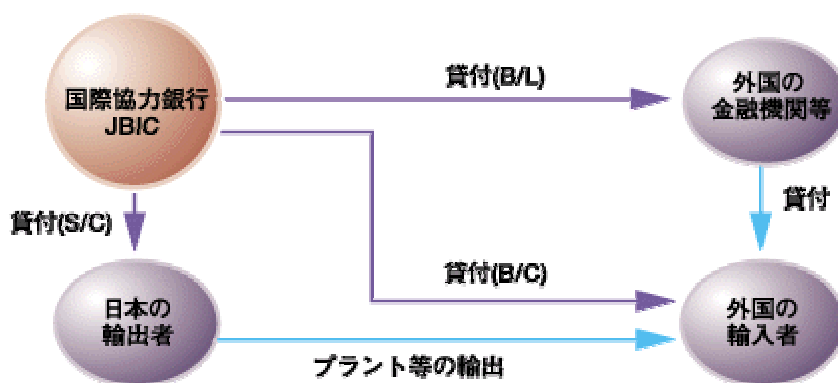 国際協力銀行
JBIC
貸付(B/L)
外国の
金融機関等
貸付(S/C)
貸付
貸付(B/C)
日本の
輸出者
外国の
輸入者
プラント等の輸出